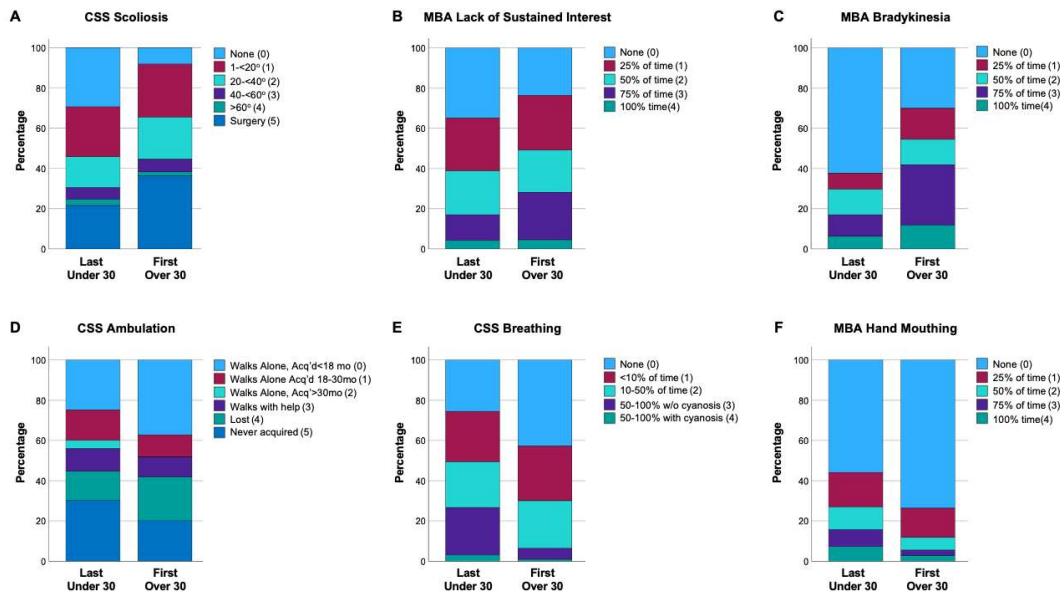 A
CSS Scoliosis
Percentage
100
80
60
40
20
0
Last
Under 30
First
Over 30
None (0)
1-<20° (1)
20-<40° (2)
40-<60° (3)
>60° (4)
Surgery (5)
B
MBA Lack of Sustained Interest
Percentage
100
80
60
40
20
0
Last
Under 30
First
Over 30
None (0)
25% of time (1)
50% of time (2)
75% of time (3)
100% time(4)
C
MBA Bradykinesia
Percentage
100
80
60
40
20
0
Last
Under 30
First
Over 30
None (0)
25% of time (1)
50% of time (2)
75% of time (3)
100% time(4)
D
CSS Ambulation
Percentage
100
80
60
40
20
0
Last
Under 30
First
Over 30
Walks Alone, Acq'd<18 mo (0)
Walks Alone Acq'd 18-30mo (1)
Walks Alone, Acq'>30mo (2)
Walks with help (3)
Lost (4)
Never acquired (5)
E
CSS Breathing
Percentage
100
80
60
40
20
0
Last
Under 30
First
Over 30
None (0)
<10% of time (1)
10-50% of time (2)
50-100% w/o cyanosis (3)
50-100% with cyanosis (4)
F
MBA Hand Mouthing
Percentage
100
80
60
40
20
0
Last
Under 30
First
Over 30
None (0)
25% of time (1)
50% of time (2)
75% of time (3)
100% time(4)